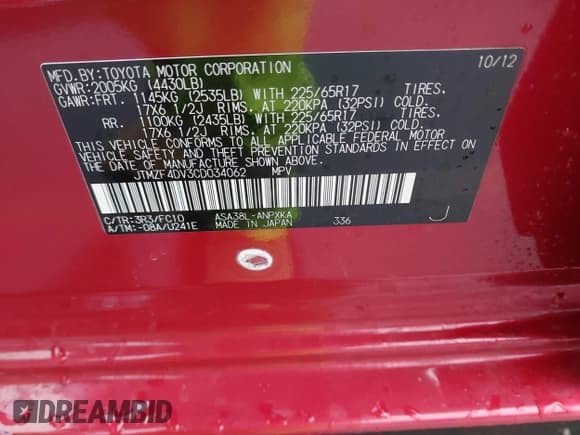 MFD.BY:TOYOTA MOTOR CORPORATION 10/12
GVWR:2005KG (4430LB)
GAWR:FRT. 1145KG (2535LB) WITH 225/65R17 TIRES.
17X6 1/2J RIMS. AT 220KPA (32PSI) COLD.
RR. 1100KG (2435LB) WITH 225/65R17 TIRES.
17X6 1/2J RIMS. AT 220KPA (32PSI) COLD.
THIS VEHICLE CONFORMS TO ALL APPLICABLE FEDERAL MOTOR
VEHICLE SAFETY STANDARDS IN EFFECT ON
THE DATE OF MANUFACTURE SHOWN ABOVE.
JTMZF4DV3CD034062 MPV
C/TR:3R3/FC10 ASA38L-ANPXKA 336 J
A/TM:-08A/U241E MADE IN JAPAN
DREAMBID